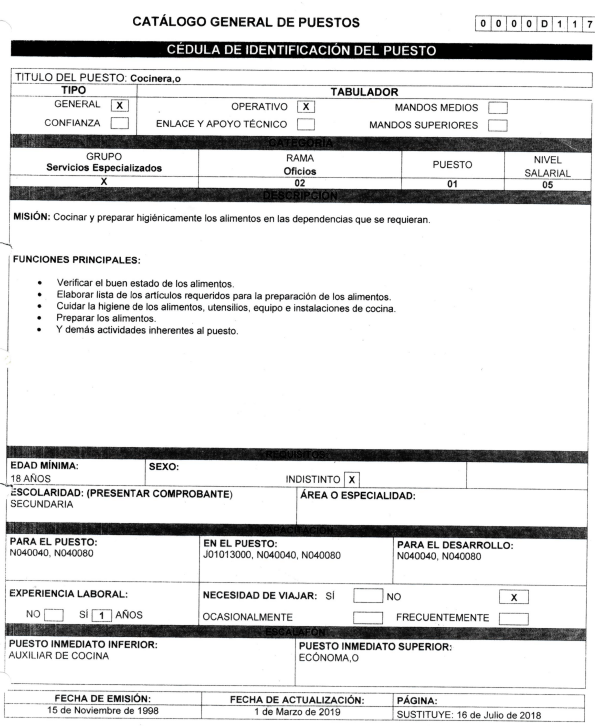 CATÁLOGO GENERAL DE PUESTOS
0 0 0 0 D 1 1 7
CÉDULA DE IDENTIFICACIÓN DEL PUESTO
TITULO DEL PUESTO: Cocinera,o
TIPO TABULADOR
GENERAL X OPERATIVO X MANDOS MEDIOS
CONFIANZA ENLACE Y APOYO TÉCNICO MANDOS SUPERIORES
CATEGORÍA
GRUPO RAMA PUESTO NIVEL
Servicios Especializados Oficios SALARIAL
X 02 01 05
DESCRIPCIÓN
MISIÓN: Cocinar y preparar higiénicamente los alimentos en las dependencias que se requieran.
FUNCIONES PRINCIPALES:
• Verificar el buen estado de los alimentos.
• Elaborar lista de los artículos requeridos para la preparación de los alimentos.
• Cuidar la higiene de los alimentos, utensilios, equipo e instalaciones de cocina.
• Preparar los alimentos.
• Y demás actividades inherentes al puesto.
REQUISITOS
EDAD MÍNIMA: SEXO:
18 AÑOS INDISTINTO X
ESCOLARIDAD: (PRESENTAR COMPROBANTE) ÁREA O ESPECIALIDAD:
SECUNDARIA
CAPACITACIÓN
PARA EL PUESTO: EN EL PUESTO: PARA EL DESARROLLO:
N040040, N040080 J01013000, N040040, N040080 N040040, N040080
EXPERIENCIA LABORAL: NECESIDAD DE VIAJAR: SÍ NO X
NO SÍ 1 AÑOS OCASIONALMENTE FRECUENTEMENTE
ESCALAFÓN
PUESTO INMEDIATO INFERIOR: PUESTO INMEDIATO SUPERIOR:
AUXILIAR DE COCINA ECÓNOMA,O
FECHA DE EMISIÓN: FECHA DE ACTUALIZACIÓN: PÁGINA:
15 de Noviembre de 1998 1 de Marzo de 2019 SUSTITUYE: 16 de Julio de 2018